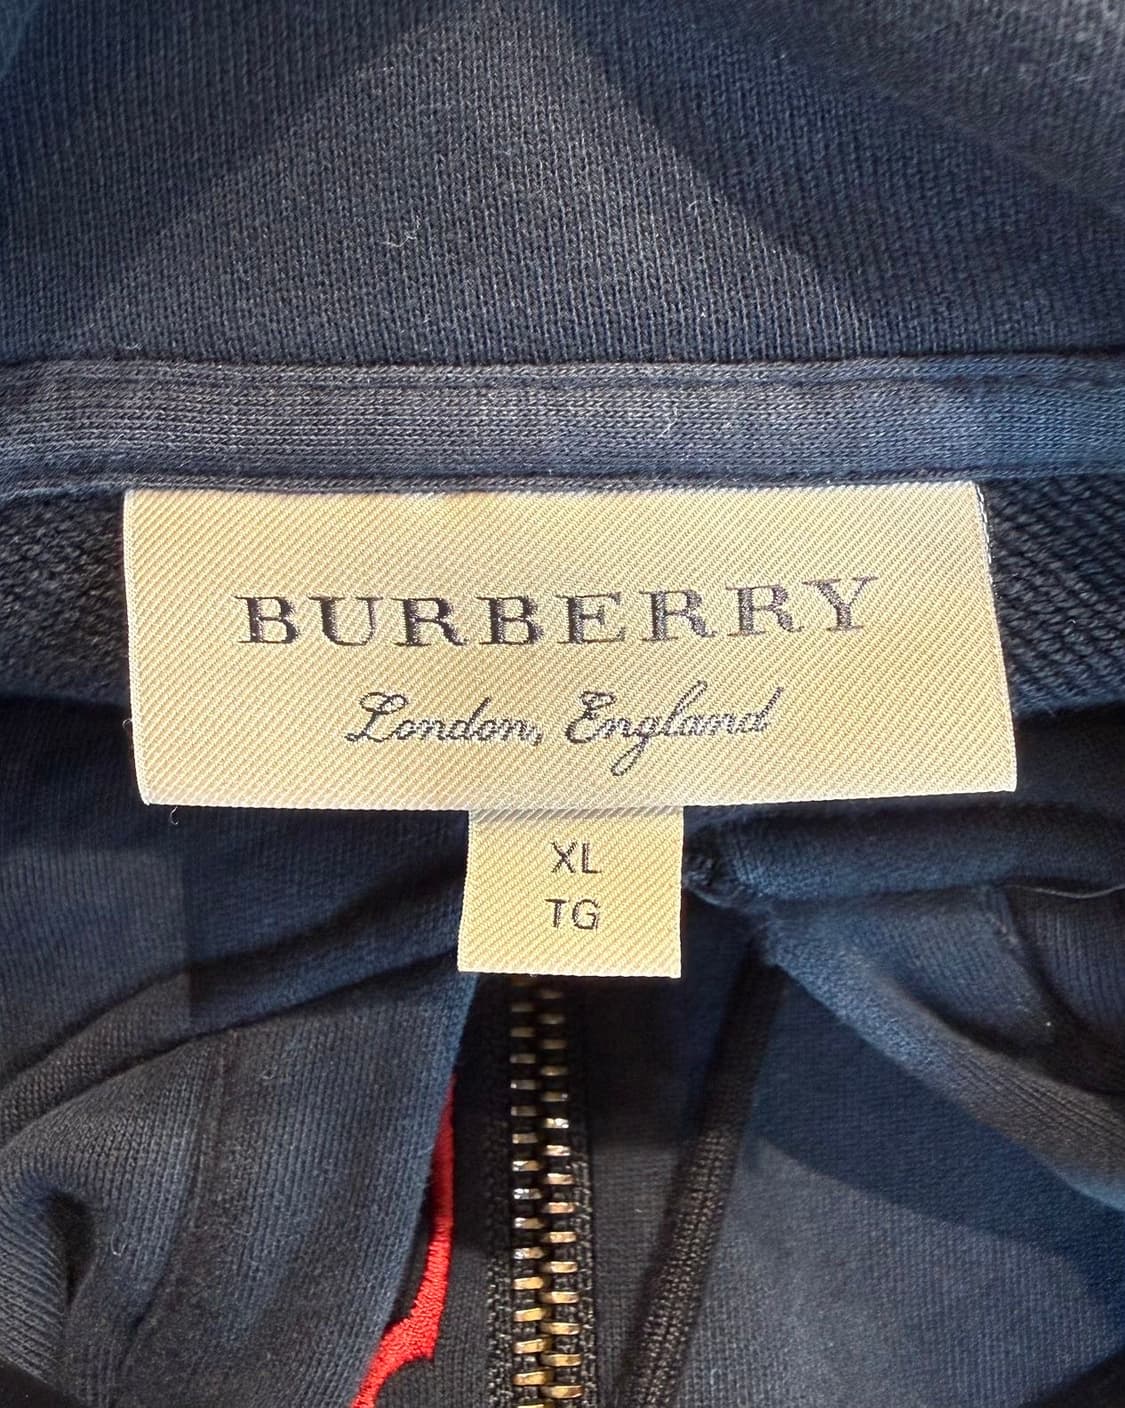 BURBERRY
London, England
XL
TG